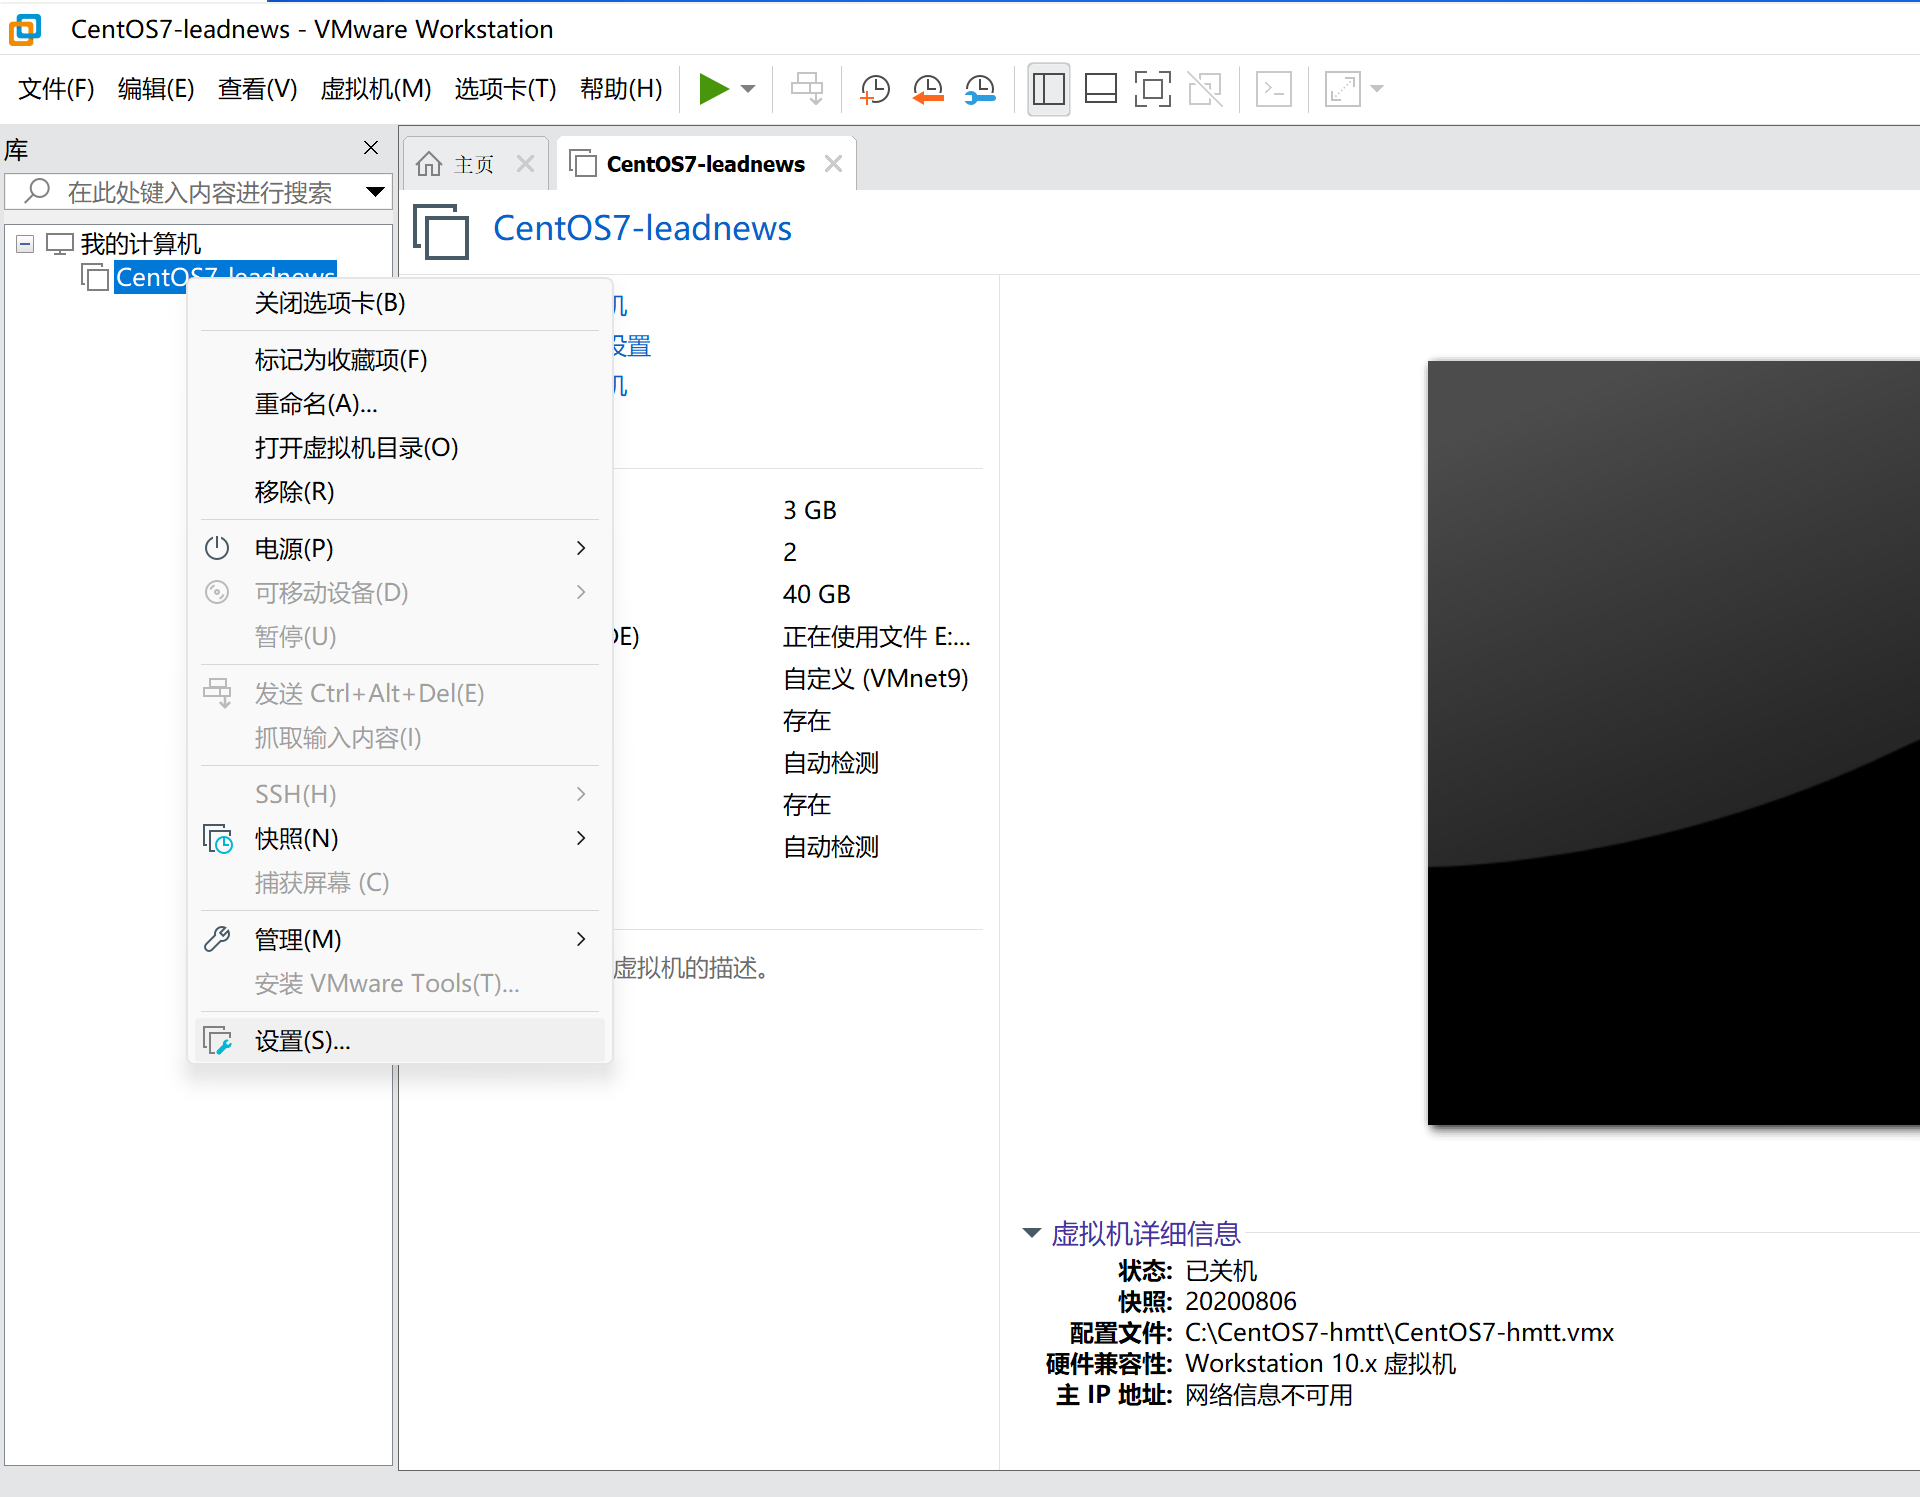 CentOS7-leadnews - VMware Workstation
文件(F) 编辑(E) 查看(V) 虚拟机(M) 选项卡(T) 帮助(H)
库
在此处键入内容进行搜索
我的计算机
CentOS7-leadnews
主页
CentOS7-leadnews
CentOS7-leadnews
关闭选项卡(B)
标记为收藏项(F)
重命名(A)...
打开虚拟机目录(O)
移除(R)
电源(P)
可移动设备(D)
暂停(U)
发送 Ctrl+Alt+Del(E)
抓取输入内容(I)
SSH(H)
快照(N)
捕获屏幕 (C)
管理(M)
安装 VMware Tools(T)...
设置(S)...
机
设置
机
3 GB
2
40 GB
DE) 正在使用文件 E:...
自定义 (VMnet9)
存在
自动检测
存在
自动检测
虚拟机的描述。
虚拟机详细信息
状态: 已关机
快照: 20200806
配置文件: C:\CentOS7-hmtt\CentOS7-hmtt.vmx
硬件兼容性: Workstation 10.x 虚拟机
主 IP 地址: 网络信息不可用